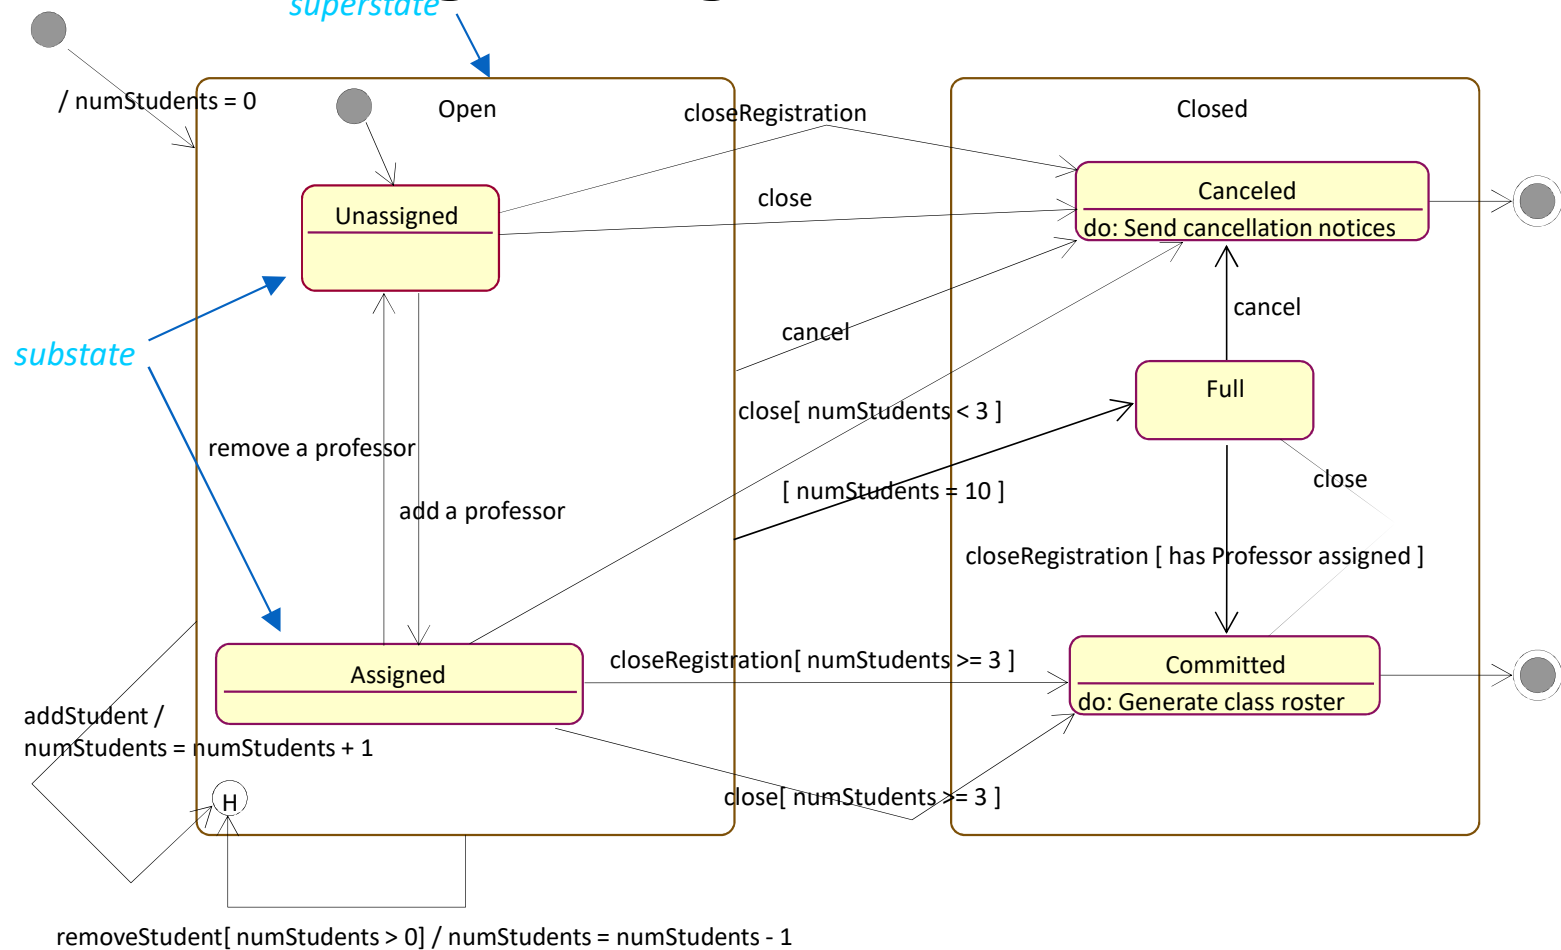 superstate
/ numStudents = 0
Open
closeRegistration
Closed
Unassigned
close
Canceled
do: Send cancellation notices
cancel
cancel
substate
Full
close[ numStudents < 3 ]
remove a professor
close
[ numStudents = 10 ]
add a professor
closeRegistration [ has Professor assigned ]
Assigned
closeRegistration[ numStudents >= 3 ]
Committed
do: Generate class roster
addStudent /
numStudents = numStudents + 1
H
close[ numStudents >= 3 ]
removeStudent[ numStudents > 0] / numStudents = numStudents - 1